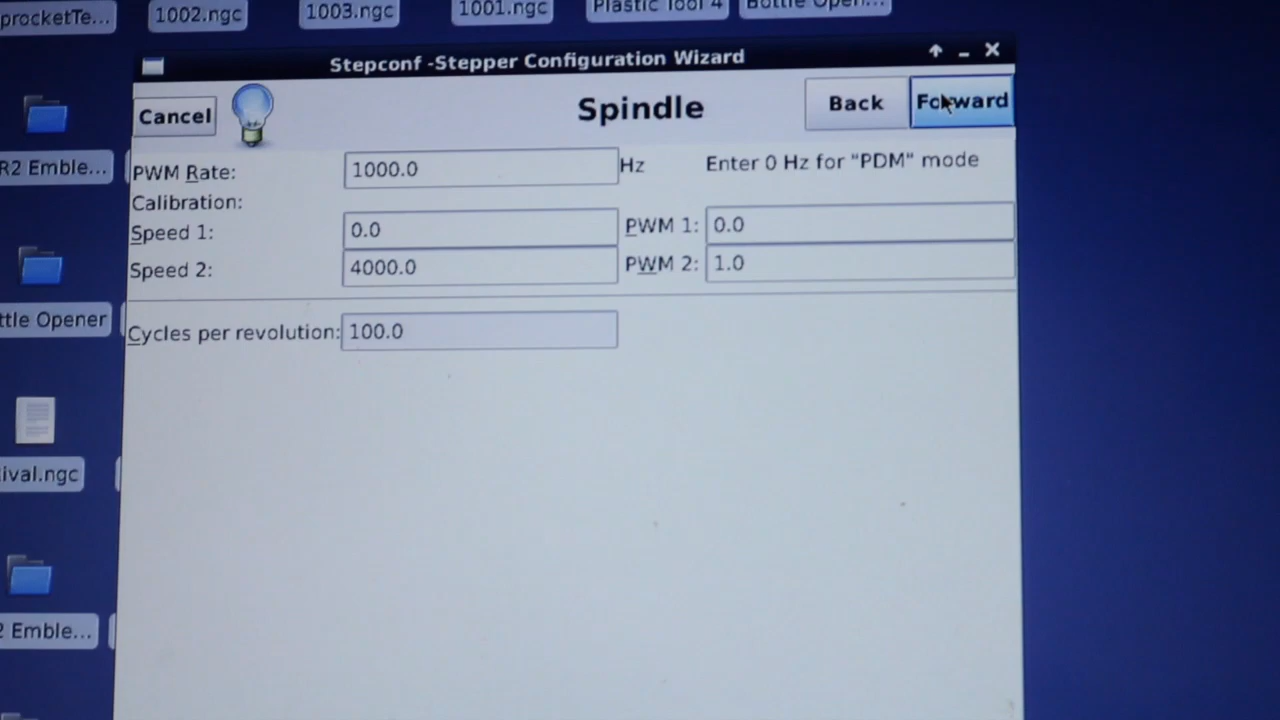 procketTe...
1002.ngc
1003.ngc
1001.ngc
Plastic Tool 4
Bottle Open...
Stepconf -Stepper Configuration Wizard
Cancel
Spindle
Back
Forward
R2 Emble...
PWM Rate:
1000.0
Hz
Enter 0 Hz for "PDM" mode
Calibration:
Speed 1:
0.0
PWM 1:
0.0
Speed 2:
4000.0
PWM 2:
1.0
ttle Opener
Cycles per revolution:
100.0
ival.ngc
2 Emble...